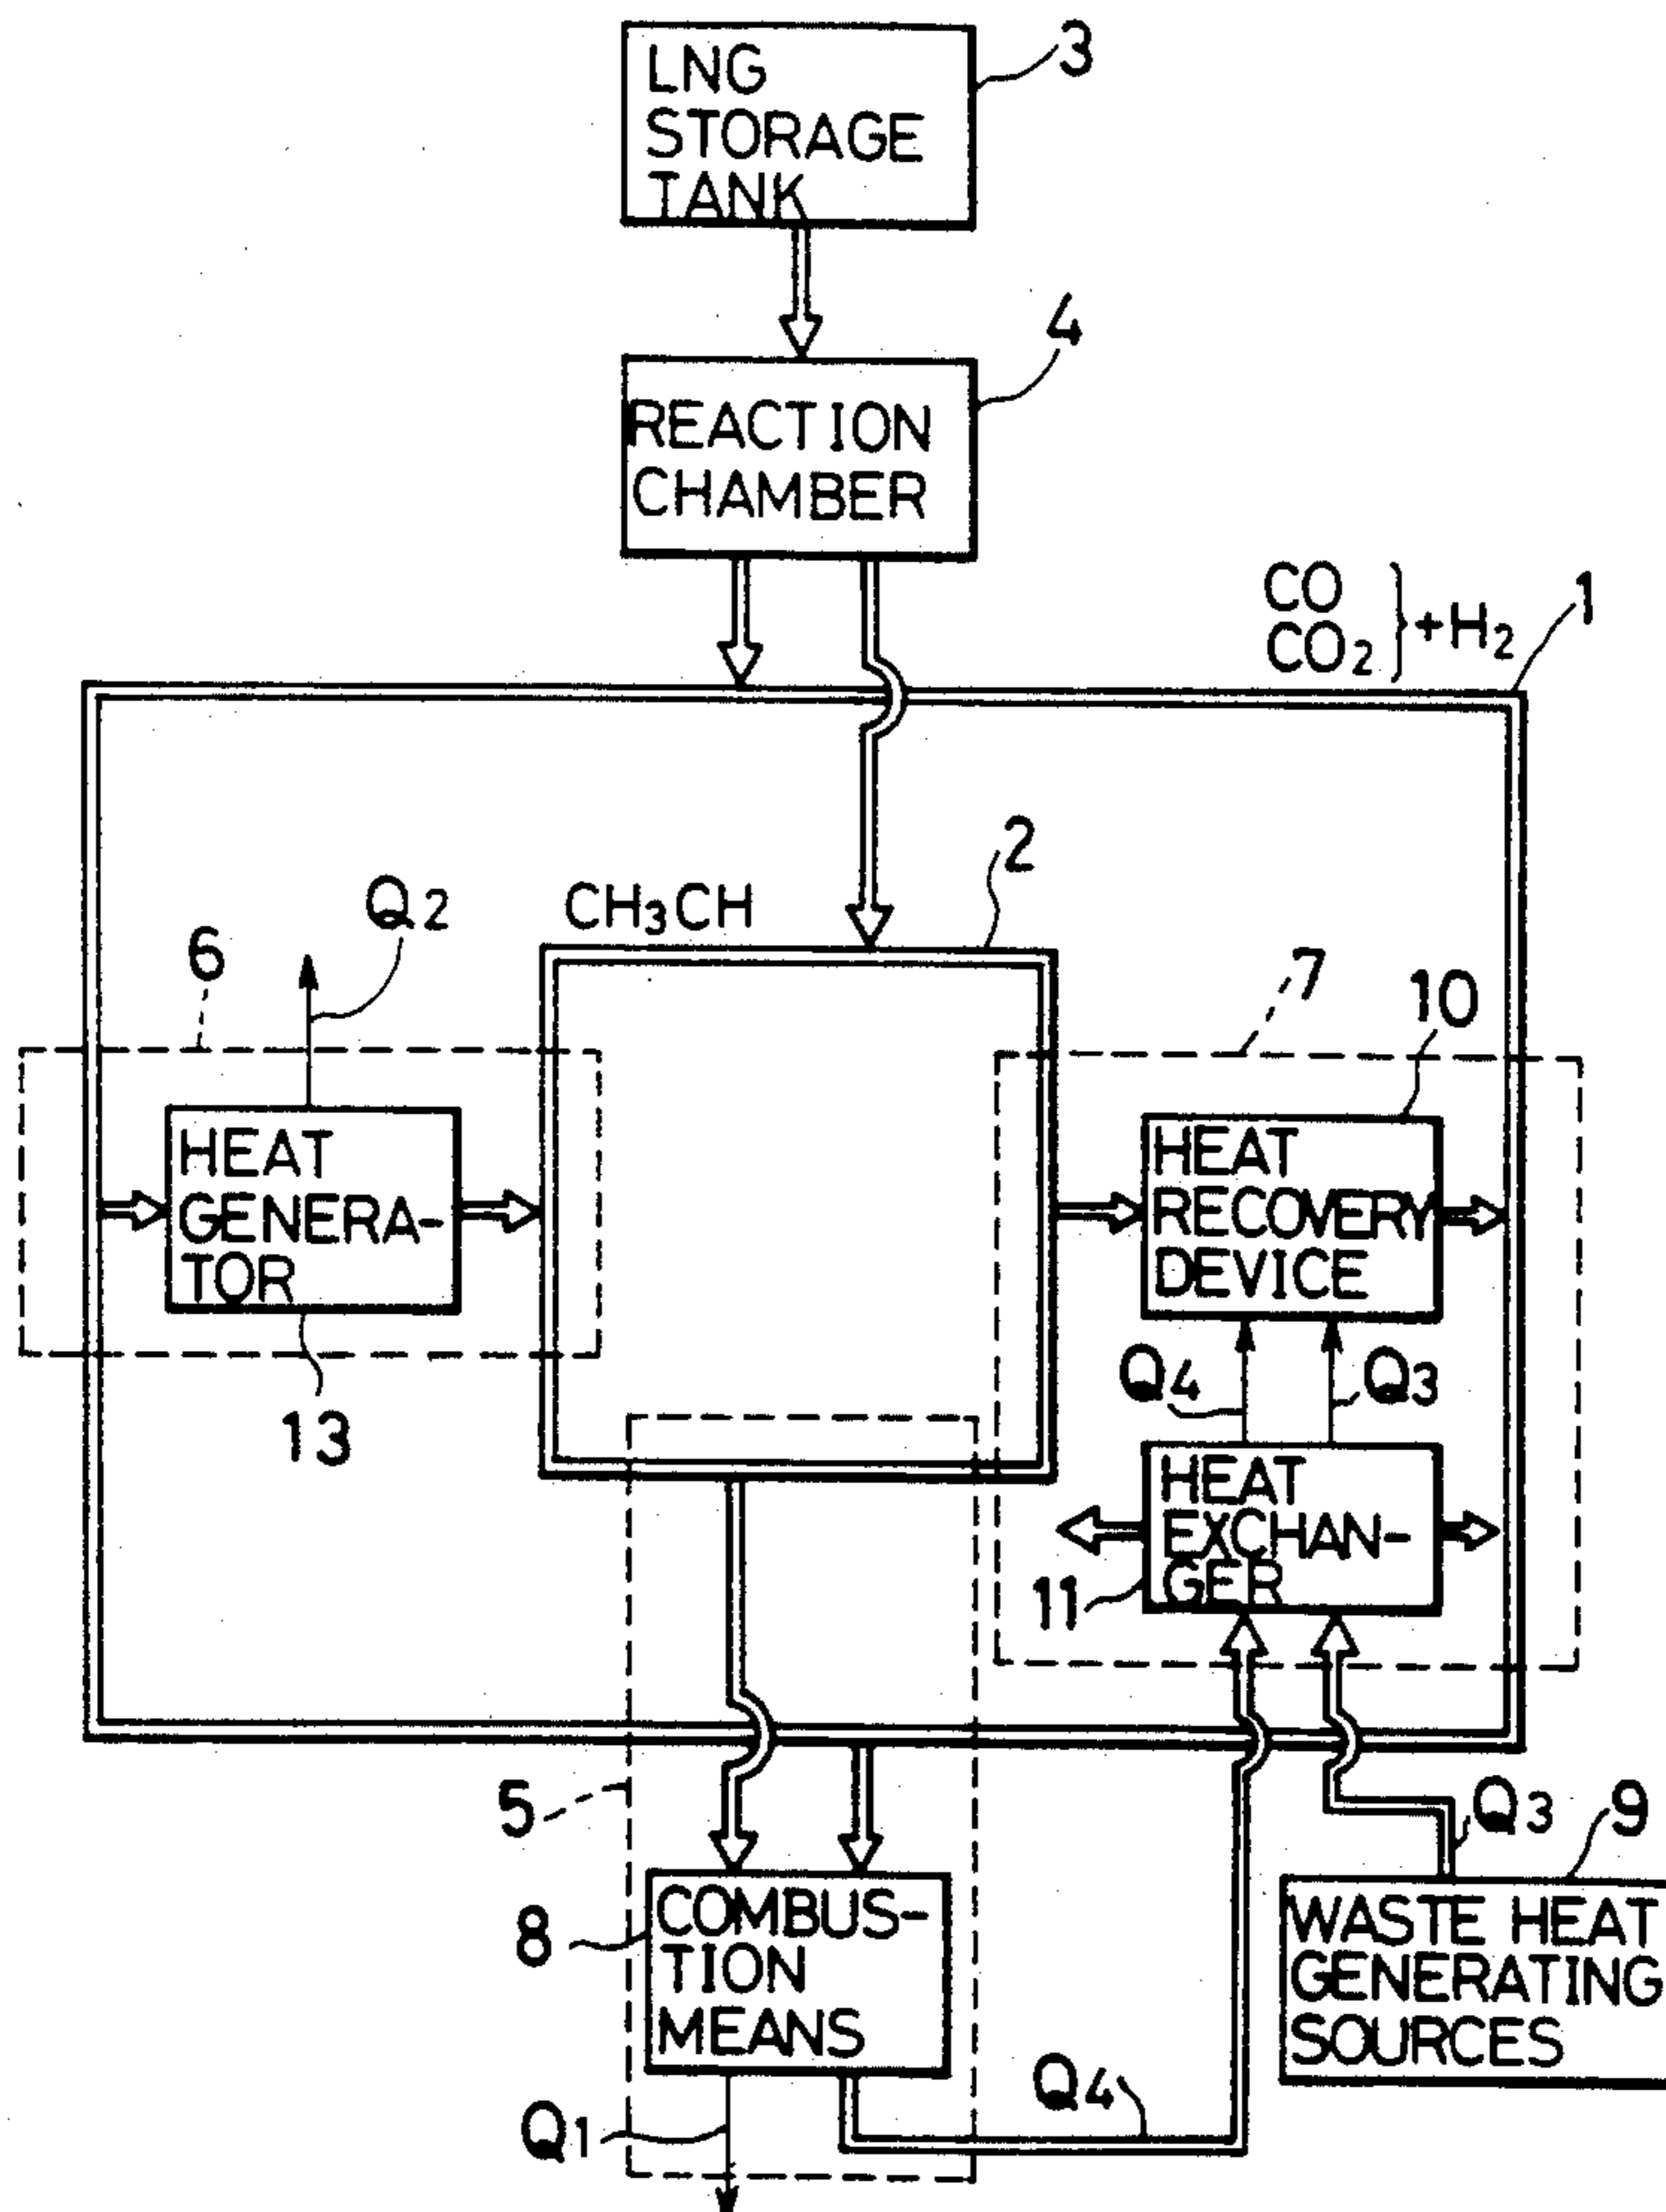 LNG
STORAGE
TANK
3
REACTION
CHAMBER
4
CO
CO2
+H2
1
2
CH3CH
Q2
6
7
10
HEAT
GENERA-
TOR
13
HEAT
RECOVERY
DEVICE
Q4
Q3
HEAT
EXCHAN-
GER
11
5
Q3
9
COMBUS-
TION
MEANS
8
WASTE HEAT
GENERATING
SOURCES
Q4
Q1